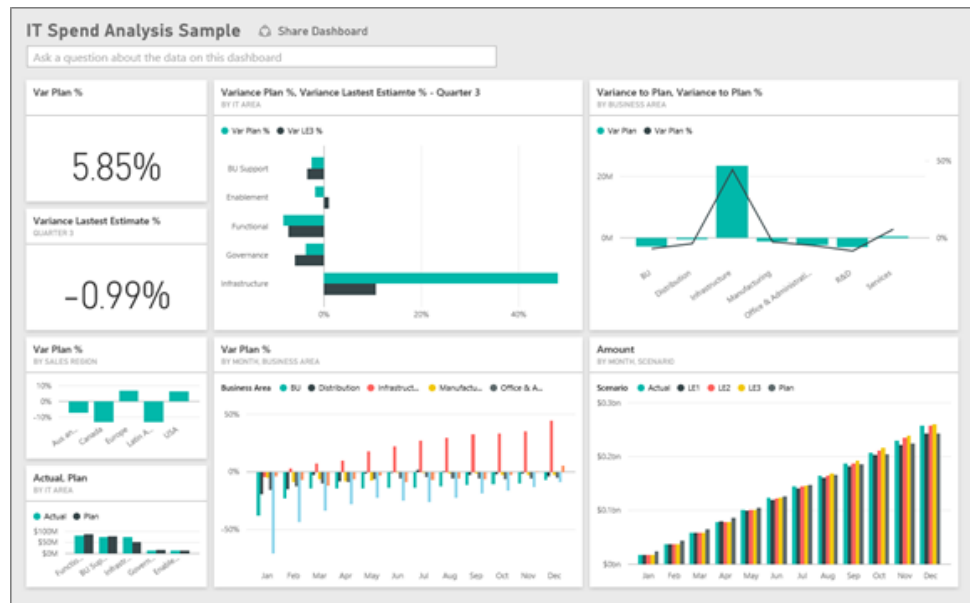 IT Spend Analysis Sample
Share Dashboard
Ask a question about the data on this dashboard
Var Plan %
5.85%
Variance Lastest Estimate %
QUARTER 3
-0.99%
Var Plan %
BY SALES REGION
10%
0%
-10%
Aus an...
Canada
Europe
Latin A...
USA
Actual, Plan
BY IT AREA
Actual Plan
$100M
$50M
$0M
Functio...
BU Sup...
Infrastr...
Govern...
Enable...
Variance Plan %, Variance Lastest Estiamte % - Quarter 3
BY IT AREA
Var Plan % Var LE3 %
BU Support
Enablement
Functional
Governance
Infrastructure
0% 20% 40%
Var Plan %
BY MONTH, BUSINESS AREA
Business Area BU Distribution Infrastruct... Manufactu... Office & A...
50%
0%
-50%
Jan Feb Mar Apr May Jun Jul Aug Sep Oct Nov Dec
Variance to Plan, Variance to Plan %
BY BUSINESS AREA
Var Plan Var Plan %
20M
0M
50%
0%
BU
Distribution
Infrastructure
Manufacturing
Office & Administrati...
R&D
Services
Amount
BY MONTH, SCENARIO
Scenario Actual LE1 LE2 LE3 Plan
$0.3bn
$0.2bn
$0.1bn
$0bn
Jan Feb Mar Apr May Jun Jul Aug Sep Oct Nov Dec